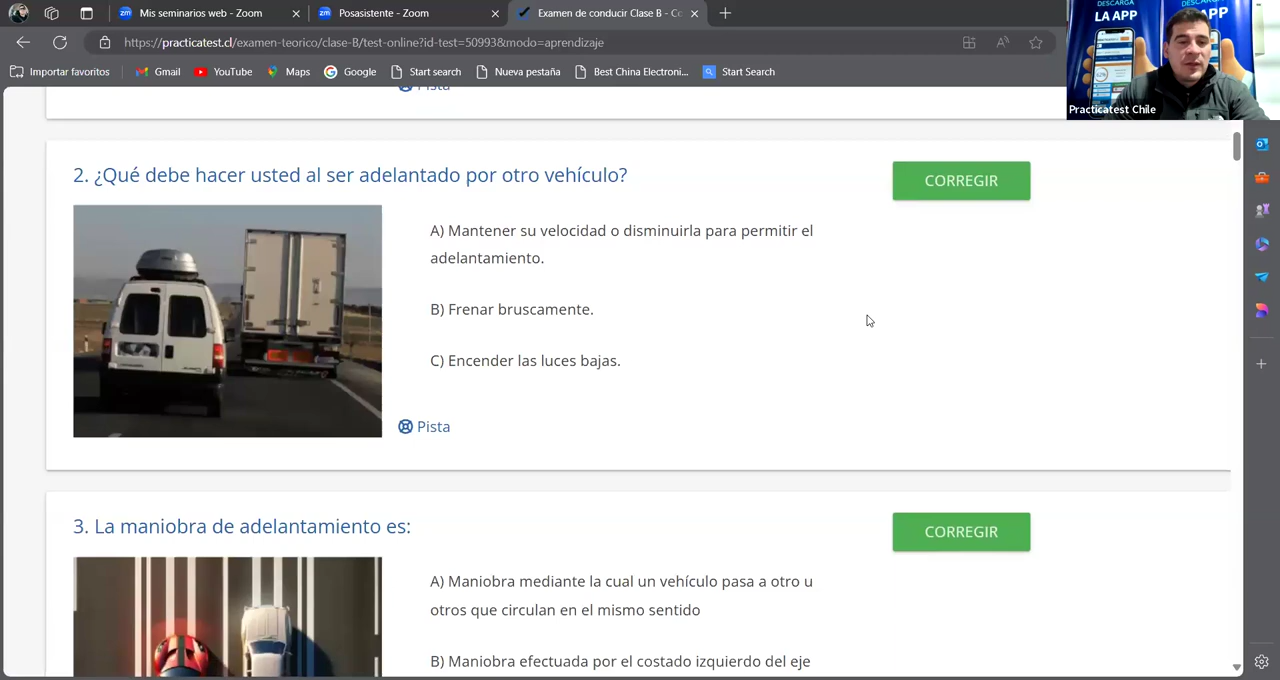 Mis seminarios web - Zoom
Posasistente - Zoom
Examen de conducir Clase B - Co
https://practicatest.cl/examen-teorico/clase-B/test-online?id-test=50993&modo=aprendizaje
Importar favoritos
Gmail
YouTube
Maps
Google
Start search
Nueva pestaña
Best China Electroni...
Start Search
DESCARGA
LA APP
Practicatest Chile
Pista
2. ¿Qué debe hacer usted al ser adelantado por otro vehículo?
CORREGIR
A) Mantener su velocidad o disminuirla para permitir el
adelantamiento.
B) Frenar bruscamente.
C) Encender las luces bajas.
Pista
3. La maniobra de adelantamiento es:
CORREGIR
A) Maniobra mediante la cual un vehículo pasa a otro u
otros que circulan en el mismo sentido
B) Maniobra efectuada por el costado izquierdo del eje